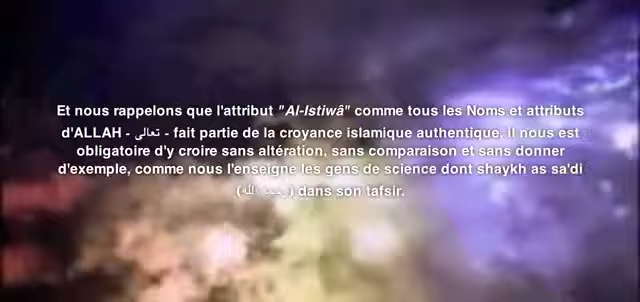 Et nous rappelons que l'attribut "Al-Istiwâ" comme tous les Noms et attributs
d'ALLAH - تعالى - fait partie de la croyance islamique authentique. il nous est
obligatoire d'y croire sans altération, sans comparaison et sans donner
d'exemple, comme nous l'enseigne les gens de science dont shaykh as sa'di
(رحمه الله) dans son tafsir.